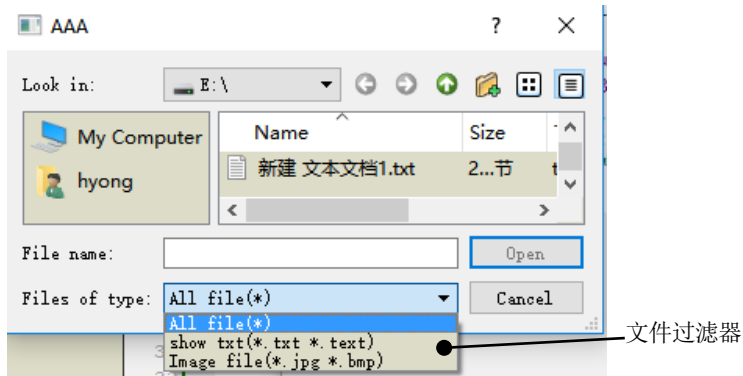 AAA
?
Look in:
E:\
My Computer
hyong
Name
Size
新建 文本文档1.txt
2...节
t
File name:
Open
Files of type:
All file(*)
Cancel
All file(*)
show txt(*.txt *.text)
Image file(*.jpg *.bmp)
文件过滤器